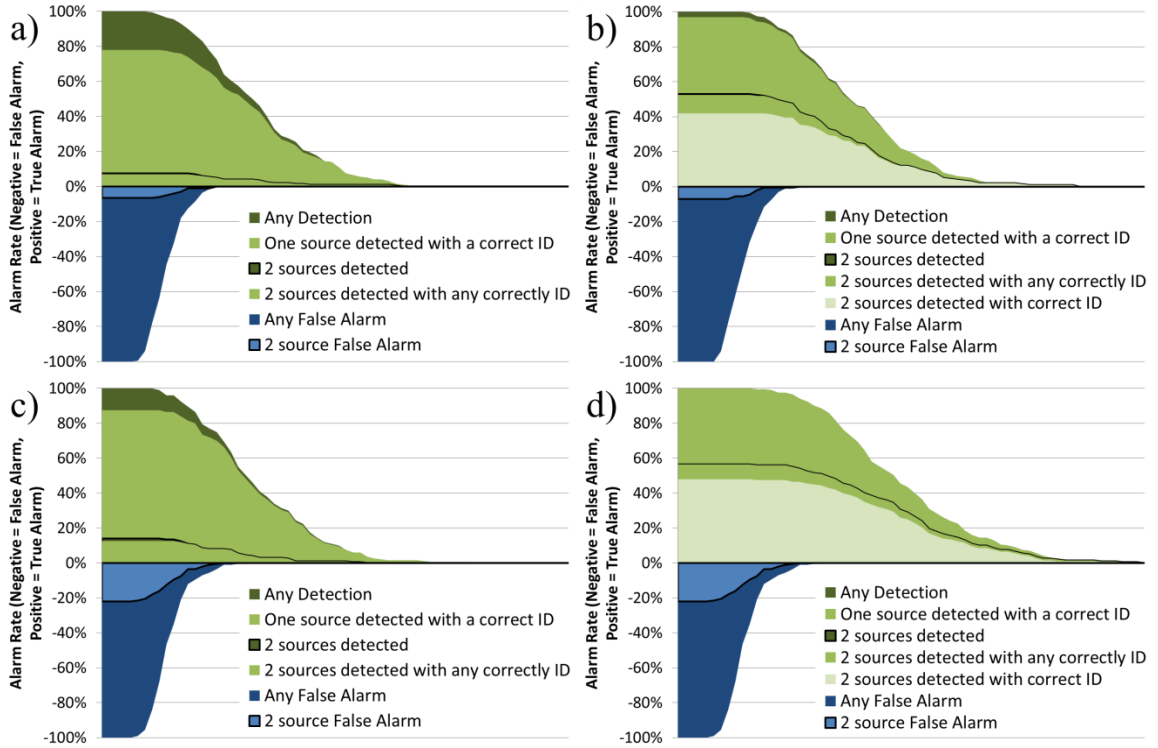 a)
Alarm Rate (Negative = False Alarm,
Positive = True Alarm)
100%
80%
60%
40%
20%
0%
-20%
-40%
-60%
-80%
-100%
Any Detection
One source detected with a correct ID
2 sources detected
2 sources detected with any correctly ID
Any False Alarm
2 source False Alarm
b)
Alarm Rate (Negative = False Alarm,
Positive = True Alarm)
100%
80%
60%
40%
20%
0%
-20%
-40%
-60%
-80%
-100%
Any Detection
One source detected with a correct ID
2 sources detected
2 sources detected with any correctly ID
2 sources detected with correct ID
Any False Alarm
2 source False Alarm
c)
Alarm Rate (Negative = False Alarm,
Positive = True Alarm)
100%
80%
60%
40%
20%
0%
-20%
-40%
-60%
-80%
-100%
Any Detection
One source detected with a correct ID
2 sources detected
2 sources detected with any correctly ID
Any False Alarm
2 source False Alarm
d)
Alarm Rate (Negative = False Alarm,
Positive = True Alarm)
100%
80%
60%
40%
20%
0%
-20%
-40%
-60%
-80%
-100%
Any Detection
One source detected with a correct ID
2 sources detected
2 sources detected with any correctly ID
2 sources detected with correct ID
Any False Alarm
2 source False Alarm